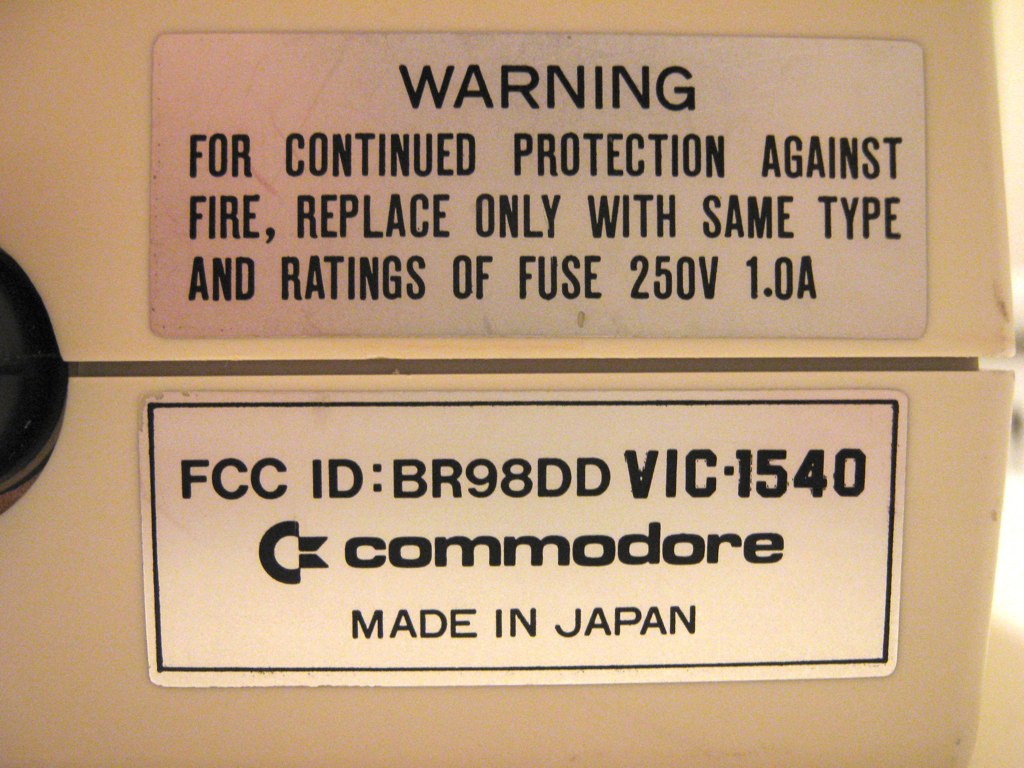 WARNING
FOR CONTINUED PROTECTION AGAINST
FIRE, REPLACE ONLY WITH SAME TYPE
AND RATINGS OF FUSE 250V 1.0A
FCC ID: BR98DD VIC-1540
commodore
MADE IN JAPAN